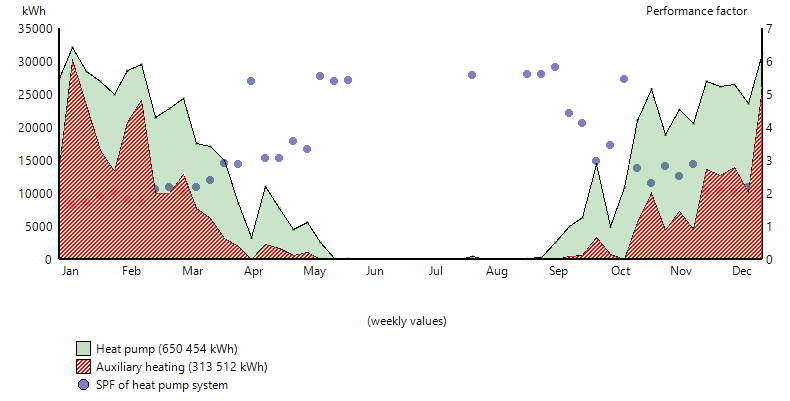 kWh Performance factor
35000 7
30000 6
25000 5
20000 4
15000 3
10000 2
5000 1
0 0
Jan Feb Mar Apr May Jun Jul Aug Sep Oct Nov Dec
(weekly values)
Heat pump (650 454 kWh)
Auxiliary heating (313 512 kWh)
SPF of heat pump system